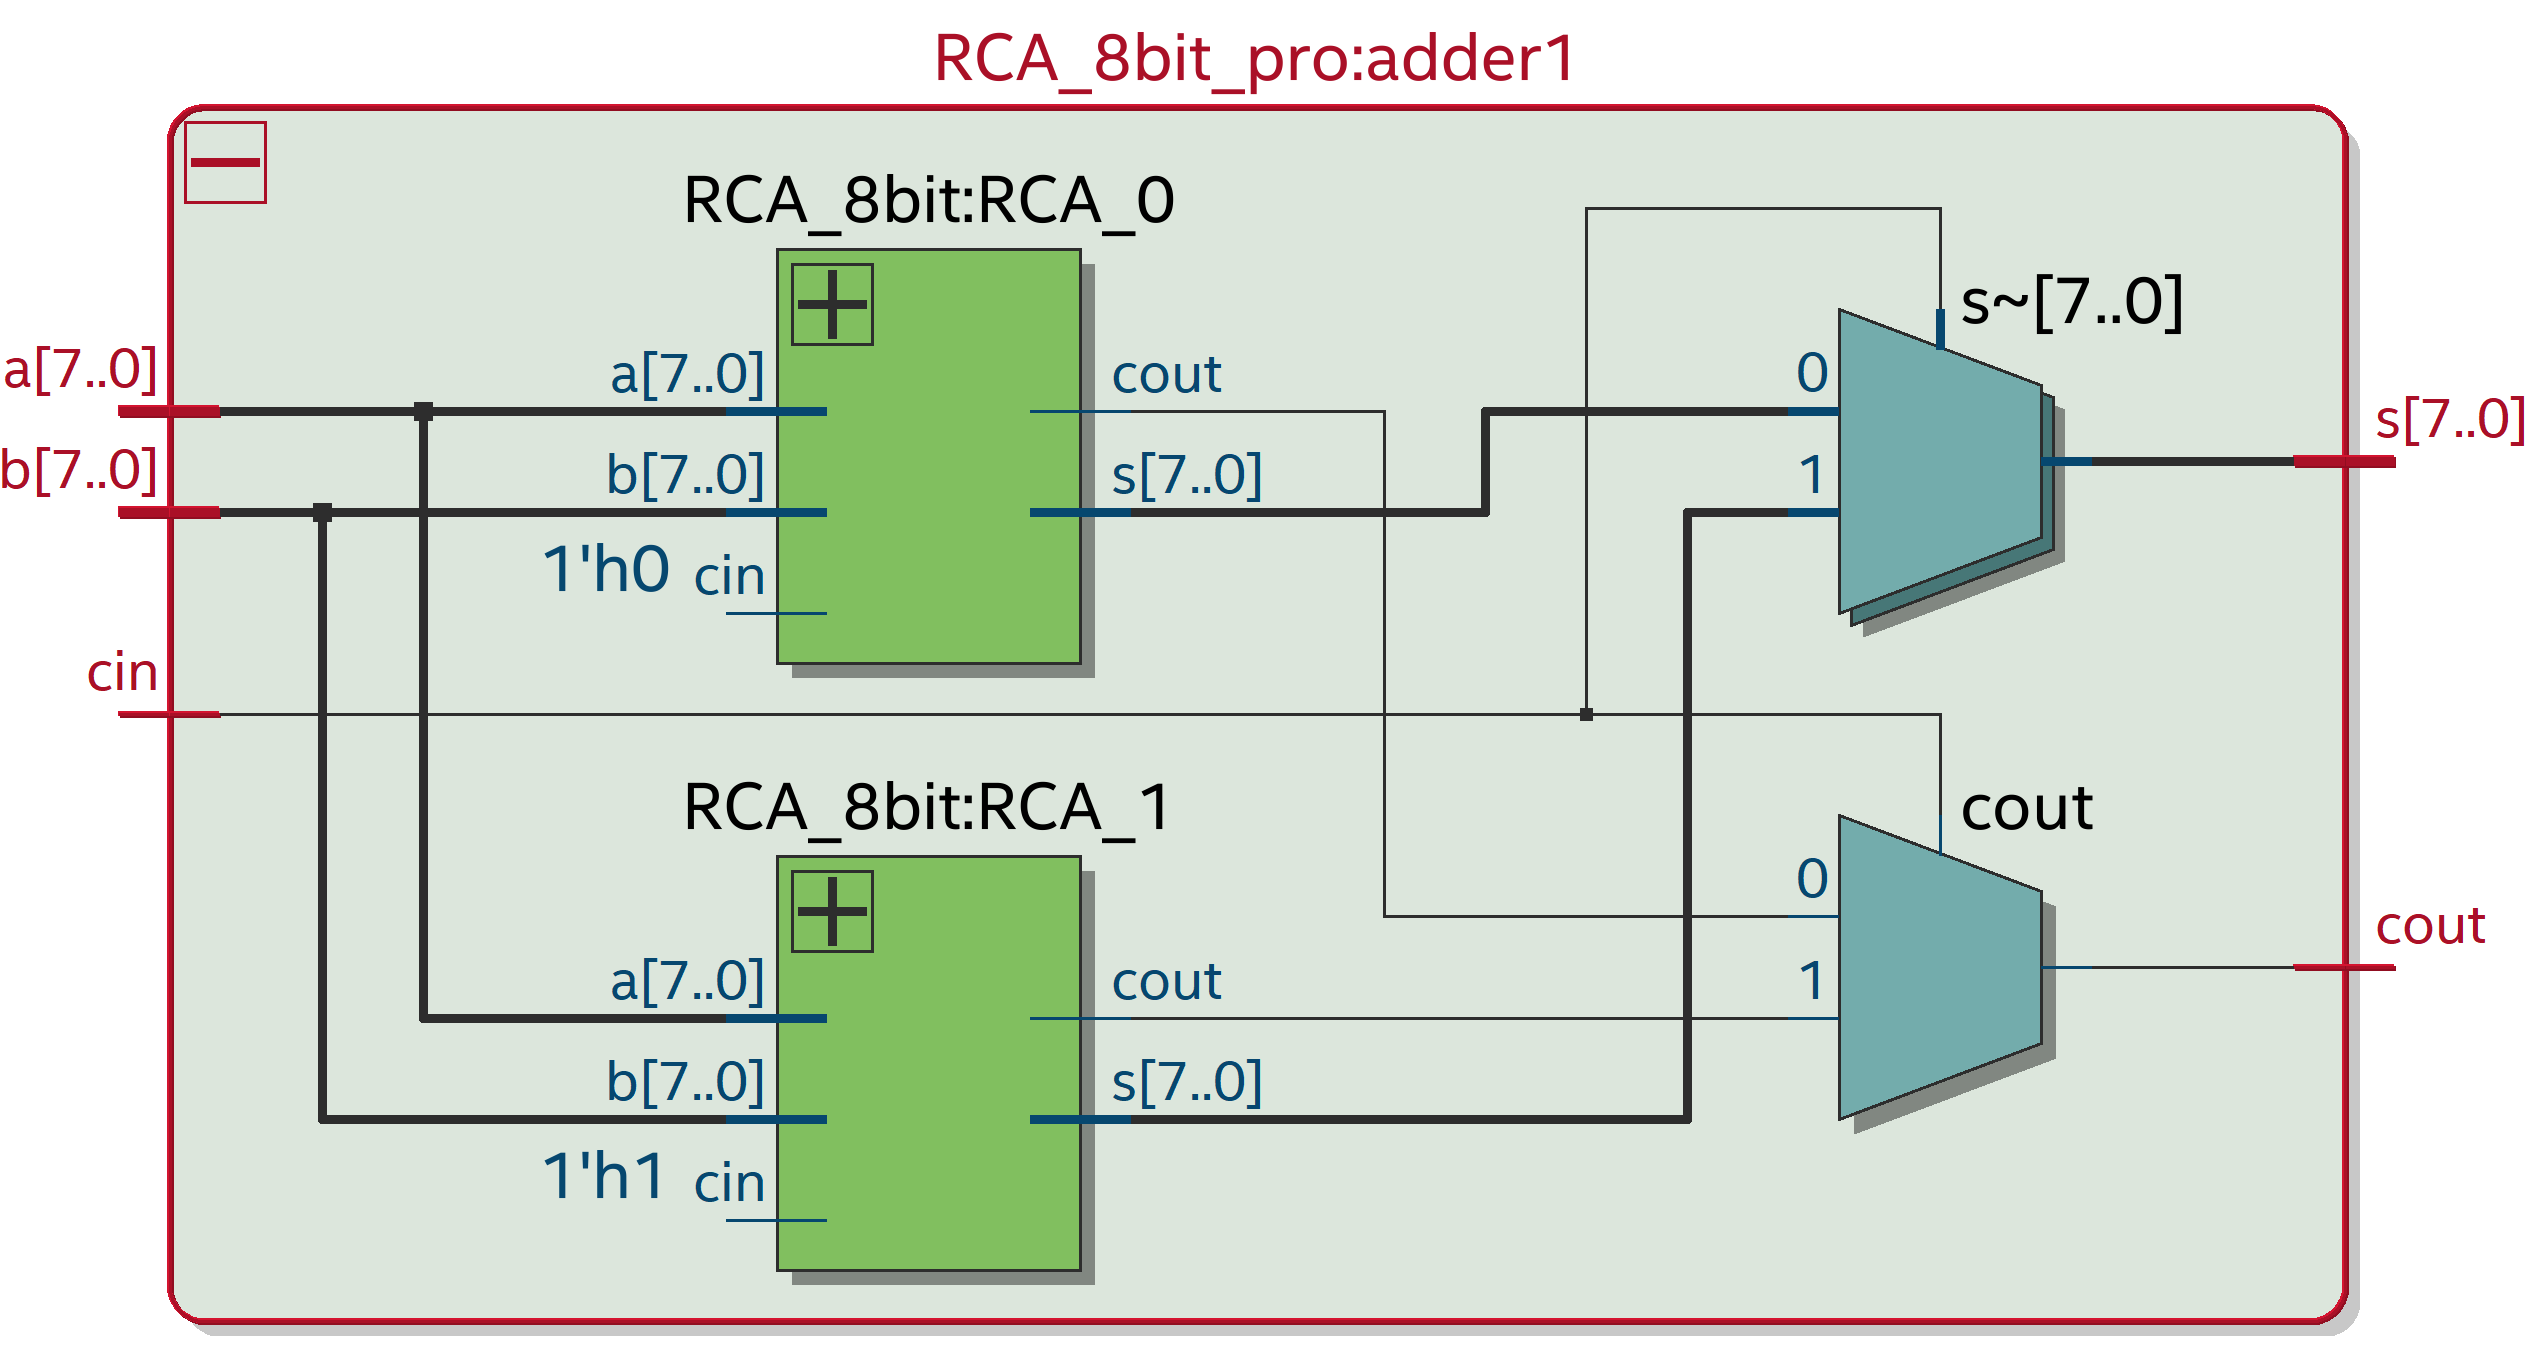 RCA_8bit_pro:adder1
RCA_8bit:RCA_0
s~[7..0]
a[7..0]
a[7..0]
cout
0
s[7..0]
b[7..0]
b[7..0]
s[7..0]
1
1'h0 cin
cin
RCA_8bit:RCA_1
cout
0
cout
a[7..0]
cout
1
b[7..0]
s[7..0]
1'h1 cin